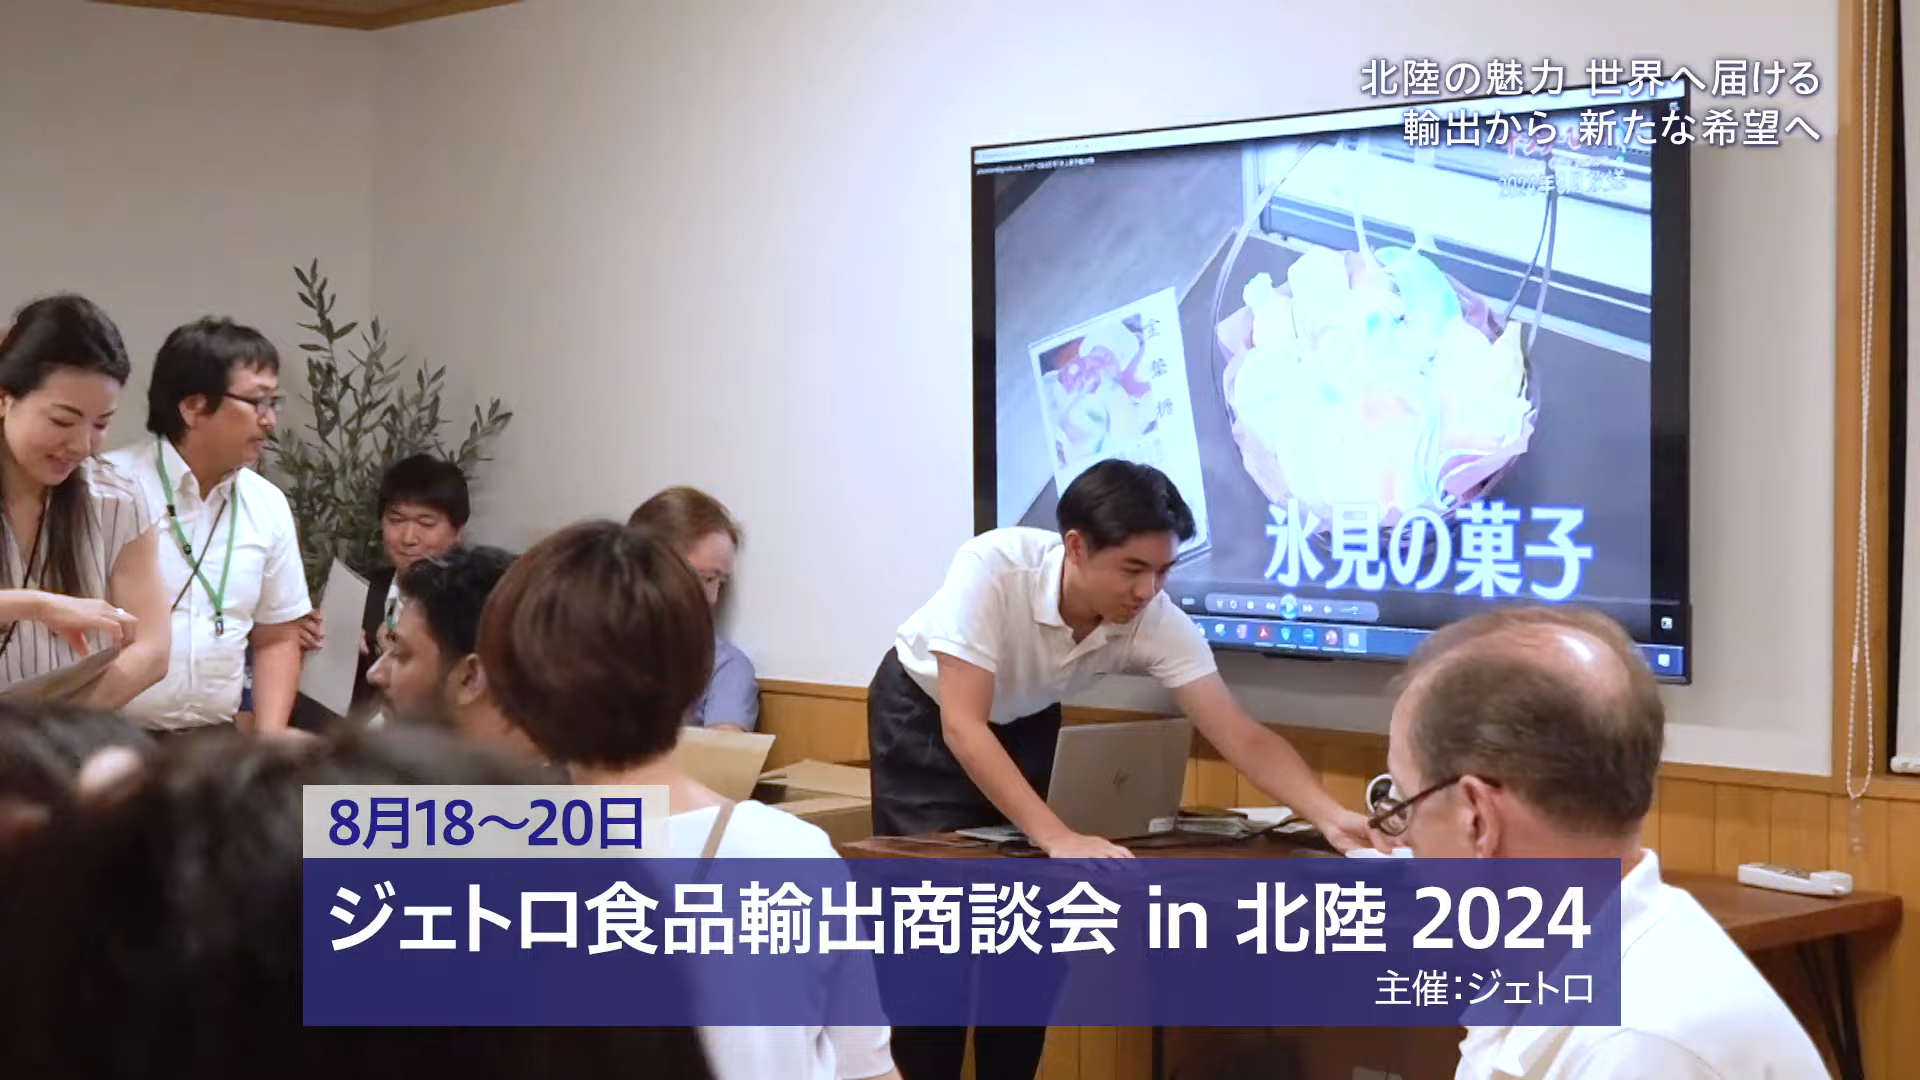 北陸の魅力 世界へ届ける
輸出から 新たな希望へ
氷見の菓子
8月18～20日
ジェトロ食品輸出商談会 in 北陸 2024
主催：ジェトロ